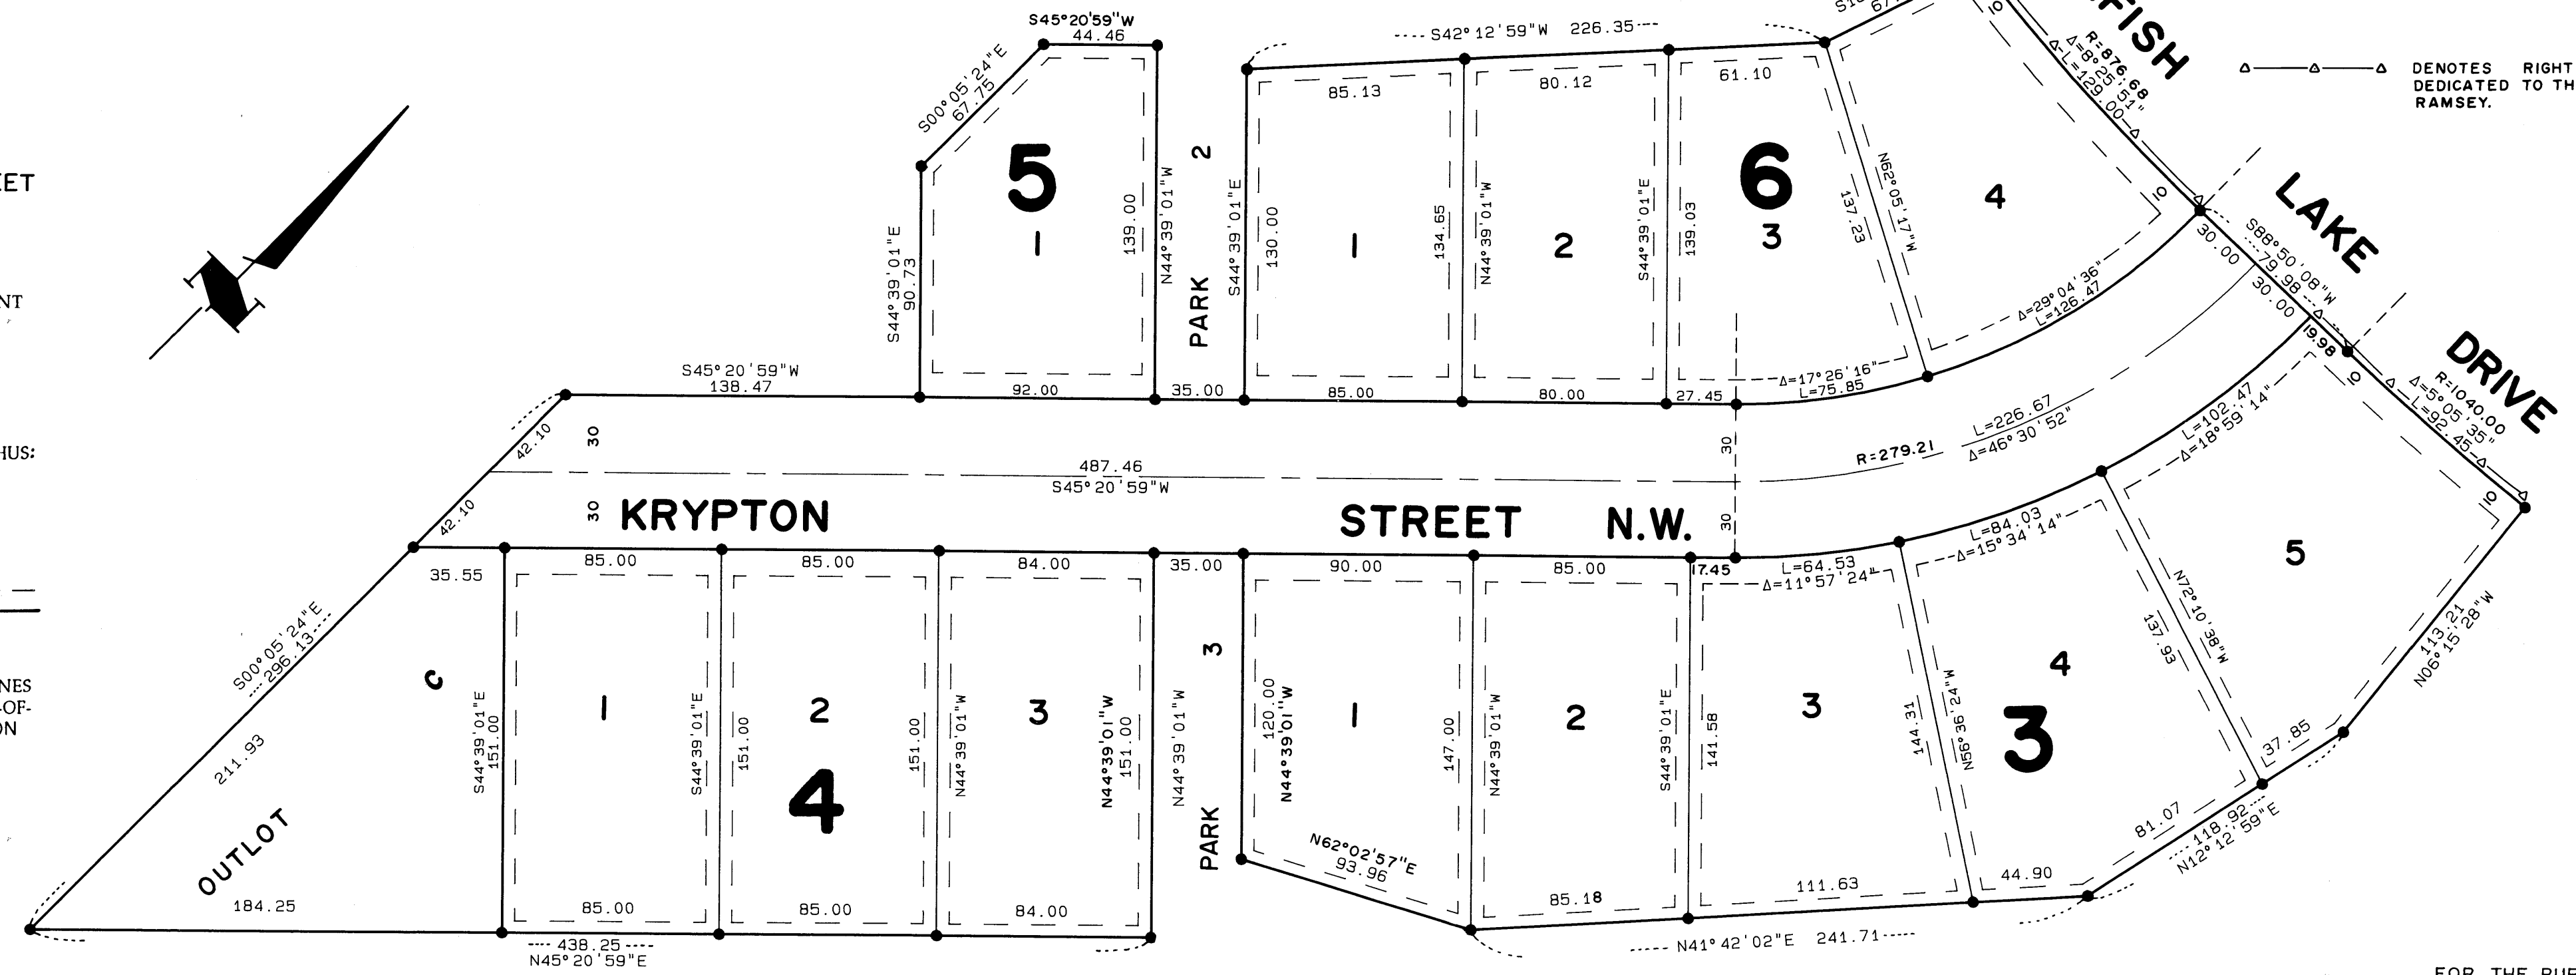 S45°20'59"W
44.46
S00°05'24"E
67.75
S42°12'59"W 226.35
FISH
R=876.68
Δ=8°25'51"
L=129.00
10
DENOTES RIGHT
DEDICATED TO TH
RAMSEY.
EET
NT
HUS:
NES
-OF-
ON
5
1
139.00
N44°39'01"W
S44°39'01"E
90.73
PARK 2
S44°39'01"E
130.00
85.13
1
134.65
N44°39'01"W
80.12
2
S44°39'01"E
139.03
61.10
6
3
137.23
N62°05'17"W
4
10
Δ=29°04'36"
L=126.47
LAKE
S88°50'08"W
79.98
30.00
30.00
19.98
DRIVE
10
R=1040.00
Δ=5°05'35"
L=92.45
10
S45°20'59"W
138.47
92.00
35.00
85.00
80.00
27.45
Δ=17°26'16"
L=75.85
42.10
30
30
42.10
487.46
S45°20'59"W
R=279.21
L=226.67
Δ=46°30'52"
L=102.47
Δ=18°59'14"
30
30
KRYPTON STREET N.W.
35.55
85.00
85.00
84.00
35.00
90.00
85.00
17.45
L=64.53
Δ=11°57'24"
L=84.03
Δ=15°34'14"
5
S00°05'24"E
296.13
211.93
OUTLOT C
184.25
S44°39'01"E
151.00
1
S44°39'01"E
151.00
2
4
151.00
N44°39'01"W
3
N44°39'01"W
151.00
N44°39'01"W
PARK 3
120.00
N44°39'01"W
1
147.00
N44°39'01"W
2
S44°39'01"E
141.58
3
144.31
N56°36'24"W
4
3
N72°10'38"W
137.93
113.21
N06°15'28"W
37.85
81.07
118.92
N12°12'59"E
44.90
111.63
85.18
N62°02'57"E
93.96
85.00
85.00
84.00
438.25
N45°20'59"E
N41°42'02"E 241.71